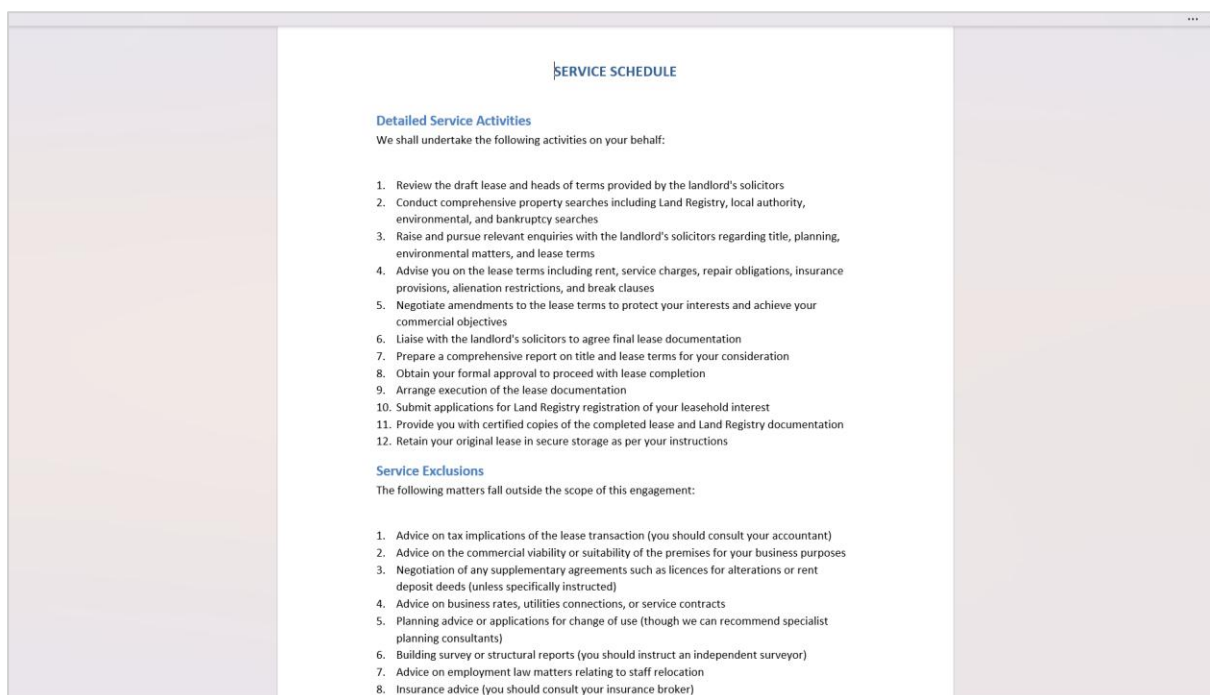 SERVICE SCHEDULE
Detailed Service Activities
We shall undertake the following activities on your behalf:
1. Review the draft lease and heads of terms provided by the landlord's solicitors
2. Conduct comprehensive property searches including Land Registry, local authority,
environmental, and bankruptcy searches
3. Raise and pursue relevant enquiries with the landlord's solicitors regarding title, planning,
environmental matters, and lease terms
4. Advise you on the lease terms including rent, service charges, repair obligations, insurance
provisions, alienation restrictions, and break clauses
5. Negotiate amendments to the lease terms to protect your interests and achieve your
commercial objectives
6. Liaise with the landlord's solicitors to agree final lease documentation
7. Prepare a comprehensive report on title and lease terms for your consideration
8. Obtain your formal approval to proceed with lease completion
9. Arrange execution of the lease documentation
10. Submit applications for Land Registry registration of your leasehold interest
11. Provide you with certified copies of the completed lease and Land Registry documentation
12. Retain your original lease in secure storage as per your instructions
Service Exclusions
The following matters fall outside the scope of this engagement:
1. Advice on tax implications of the lease transaction (you should consult your accountant)
2. Advice on the commercial viability or suitability of the premises for your business purposes
3. Negotiation of any supplementary agreements such as licences for alterations or rent
deposit deeds (unless specifically instructed)
4. Advice on business rates, utilities connections, or service contracts
5. Planning advice or applications for change of use (though we can recommend specialist
planning consultants)
6. Building survey or structural reports (you should instruct an independent surveyor)
7. Advice on employment law matters relating to staff relocation
8. Insurance advice (you should consult your insurance broker)